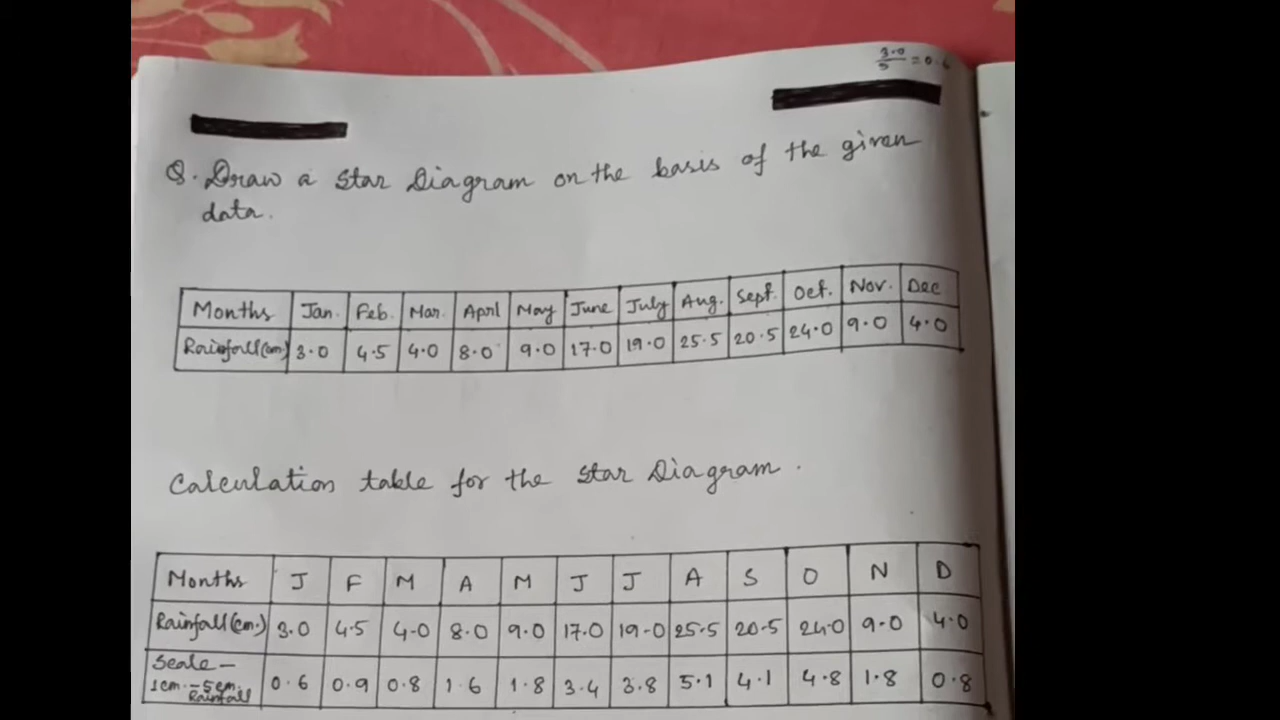 3.0/5 = 0.6
Q. Draw a Star Diagram on the basis of the given
data.
Months Jan. Feb. Mar. April May June July Aug. Sept. Oct. Nov. Dec
Rainfall(cm) 3.0 4.5 4.0 8.0 9.0 17.0 19.0 25.5 20.5 24.0 9.0 4.0
Calculation table for the Star Diagram.
Months J F M A M J J A S O N D
Rainfall(cm.) 3.0 4.5 4.0 8.0 9.0 17.0 19.0 25.5 20.5 24.0 9.0 4.0
Scale –
1cm. – 5cm. 0.6 0.9 0.8 1.6 1.8 3.4 3.8 5.1 4.1 4.8 1.8 0.8
Rainfall